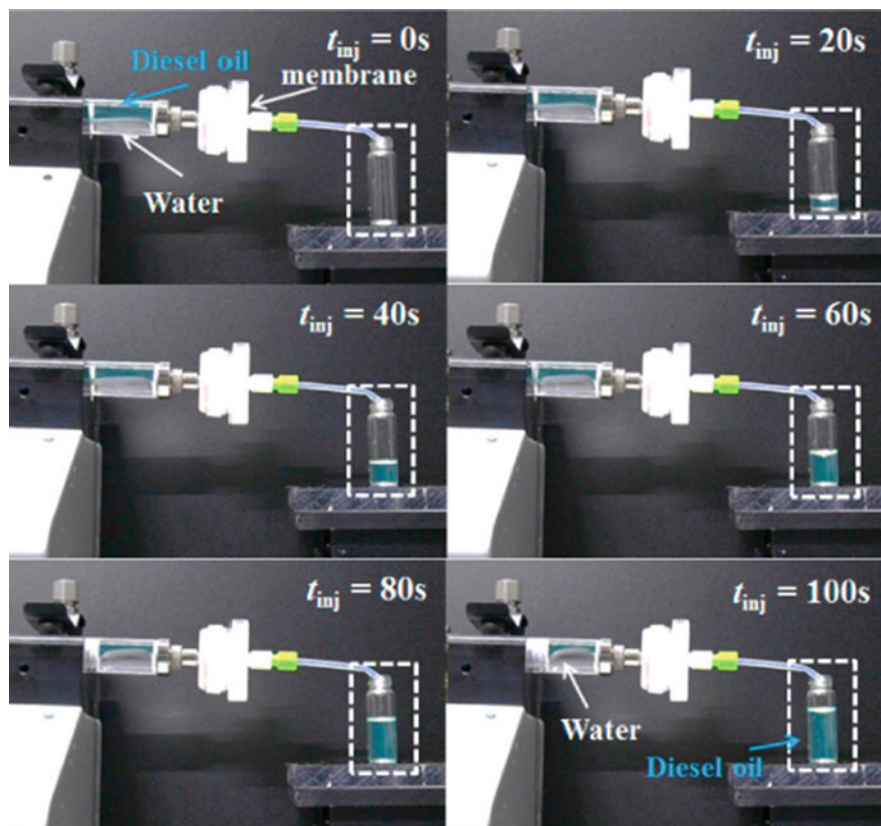 t_inj = 0s
Diesel oil
membrane
Water
t_inj = 20s
t_inj = 40s
t_inj = 60s
t_inj = 80s
t_inj = 100s
Water
Diesel oil